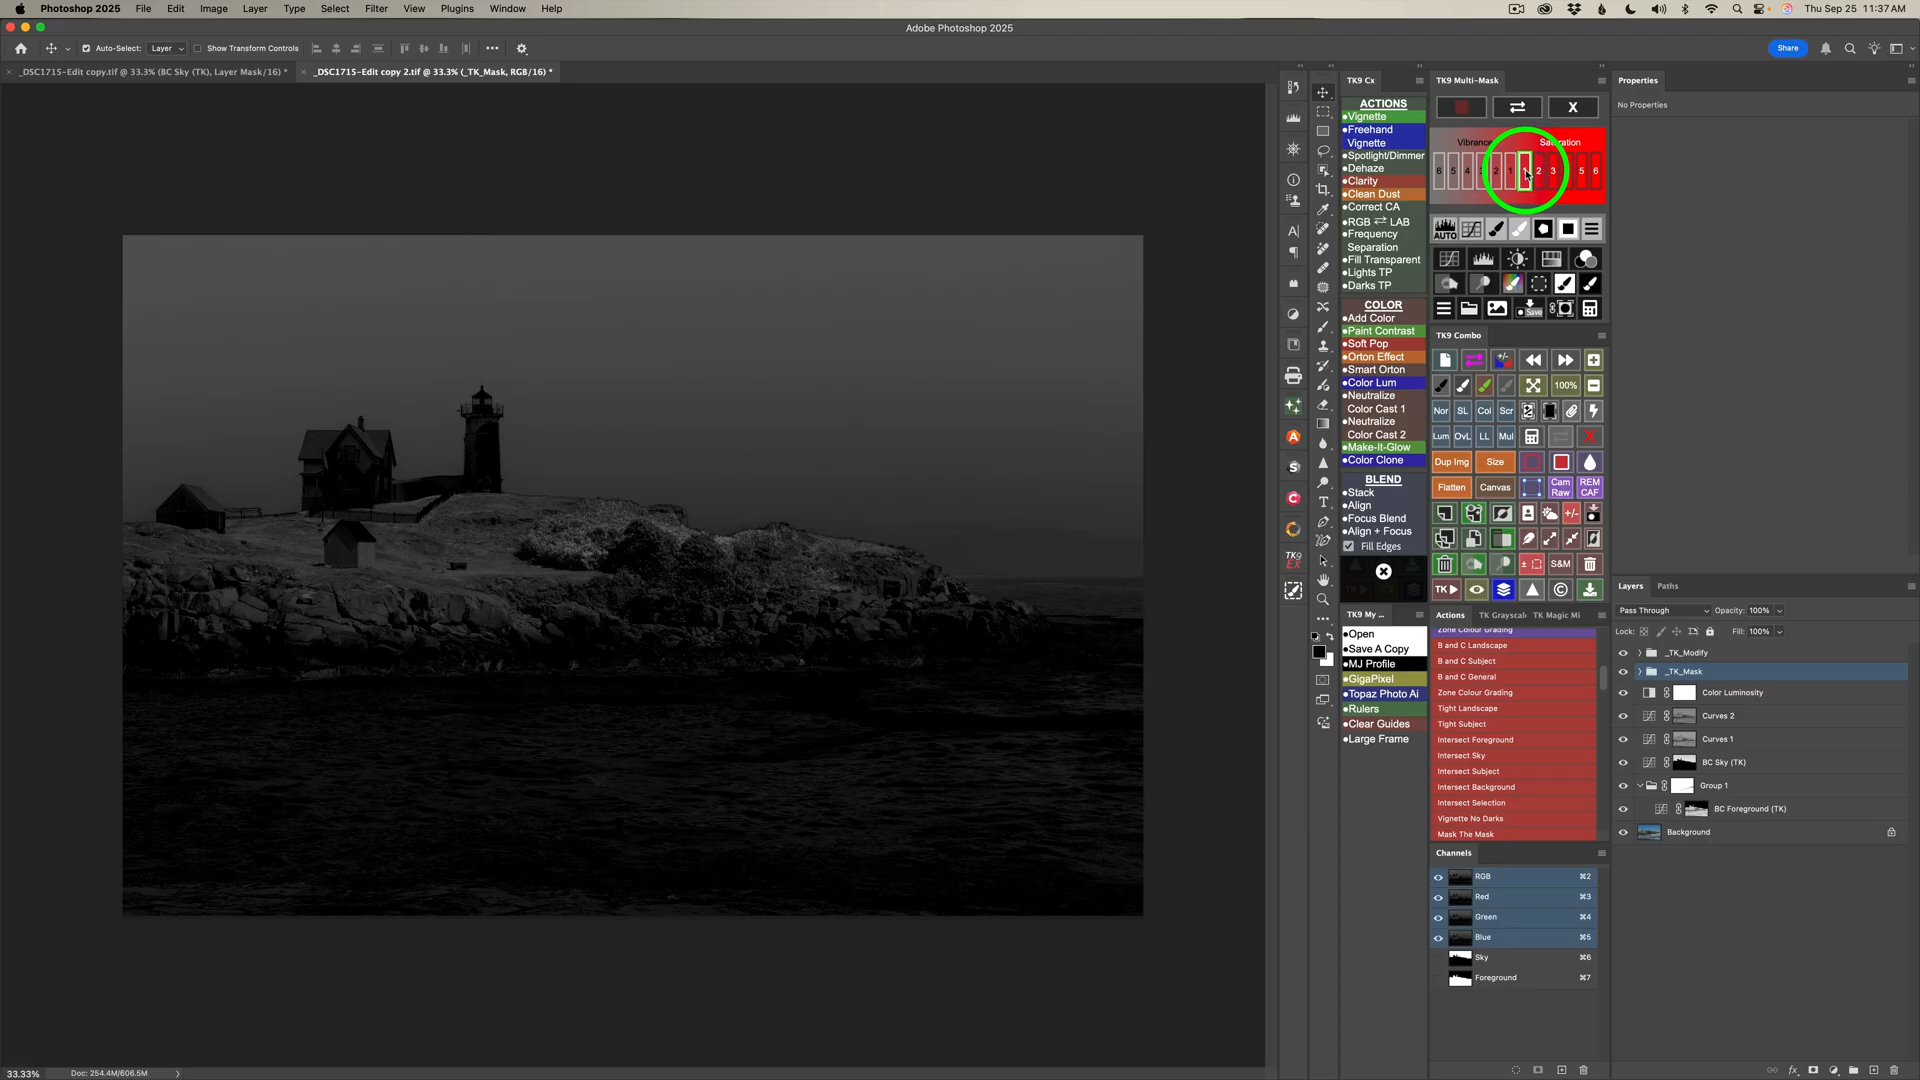 Photoshop 2025 File Edit Image Layer Type Select Filter View Plugins Window Help
Thu Sep 25 11:37 AM
Adobe Photoshop 2025
Auto-Select: Layer Show Transform Controls
Share
_DSC1715-Edit copy.tif @ 33.3% (BC Sky (TK), Layer Mask/16) *
_DSC1715-Edit copy 2.tif @ 33.3% (_TK_Mask, RGB/16) *
TK9 Cx
ACTIONS
Vignette
Freehand
Vignette
Spotlight/Dimmer
Dehaze
Clarity
Clean Dust
Correct CA
RGB ⇄ LAB
Frequency
Separation
Fill Transparent
Lights TP
Darks TP
COLOR
Add Color
Paint Contrast
Soft Pop
Orton Effect
Smart Orton
Color Lum
Neutralize
Color Cast 1
Neutralize
Color Cast 2
Make-It-Glow
Color Clone
BLEND
Stack
Align
Focus Blend
Align + Focus
Fill Edges
TK9 My ...
Open
Save A Copy
MJ Profile
GigaPixel
Topaz Photo Ai
Rulers
Clear Guides
Large Frame
TK9
EX
TK9 Multi-Mask
X
Vibrance Saturation
6 5 4 2 1 1 2 3 5 6
AUTO
Save
TK9 Combo
100%
Nor SL Col Scr
Lum OvL LL Mul
Dup Img Size
Flatten Canvas Cam Raw REM CAF
+/-
S&M
TK
Actions TK Grayscal TK Magic Mi
Zone Colour Grading
B and C Landscape
B and C Subject
B and C General
Zone Colour Grading
Tight Landscape
Tight Subject
Intersect Foreground
Intersect Sky
Intersect Subject
Intersect Background
Intersect Selection
Vignette No Darks
Mask The Mask
Channels
RGB ⌘2
Red ⌘3
Green ⌘4
Blue ⌘5
Sky ⌘6
Foreground ⌘7
Properties
No Properties
Layers Paths
Pass Through Opacity: 100%
Lock: Fill: 100%
_TK_Modify
_TK_Mask
Color Luminosity
Curves 2
Curves 1
BC Sky (TK)
Group 1
BC Foreground (TK)
Background
33.33% Doc: 254.4M/606.5M